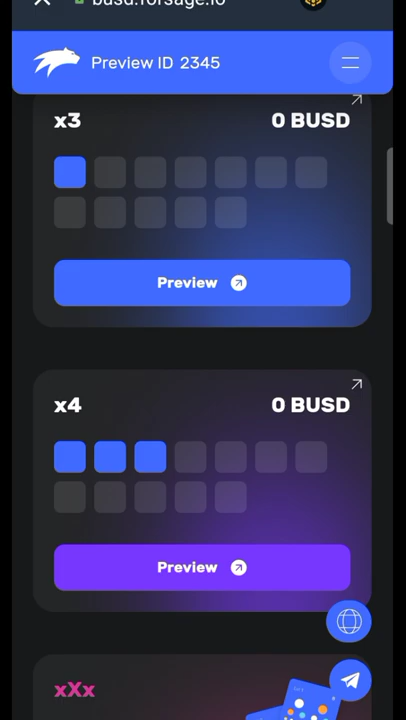 busd.forsage.io
Preview ID 2345
x3
0 BUSD
Preview
x4
0 BUSD
Preview
xXx